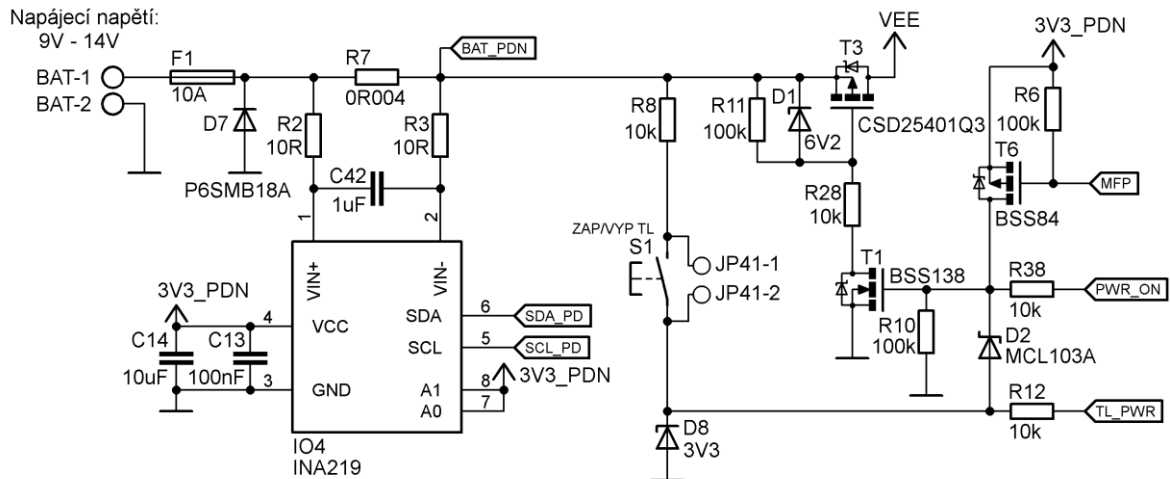 Napájecí napětí:
9V - 14V
BAT-1
BAT-2
F1
10A
D7
P6SMB18A
R2
10R
R7
0R004
R3
10R
BAT_PDN
C42
1uF
1
2
VIN+
VIN-
3V3_PDN
C14
10uF
C13
100nF
4
3
VCC
GND
SDA
SCL
A1
A0
6
5
8
7
SDA_PD
SCL_PD
3V3_PDN
IO4
INA219
R8
10k
ZAP/VYP TL
S1
JP41-1
JP41-2
D8
3V3
R11
100k
D1
6V2
T3
VEE
CSD25401Q3
R28
10k
T1
BSS138
R10
100k
3V3_PDN
R6
100k
T6
BSS84
MFP
R38
10k
PWR_ON
D2
MCL103A
R12
10k
TL_PWR